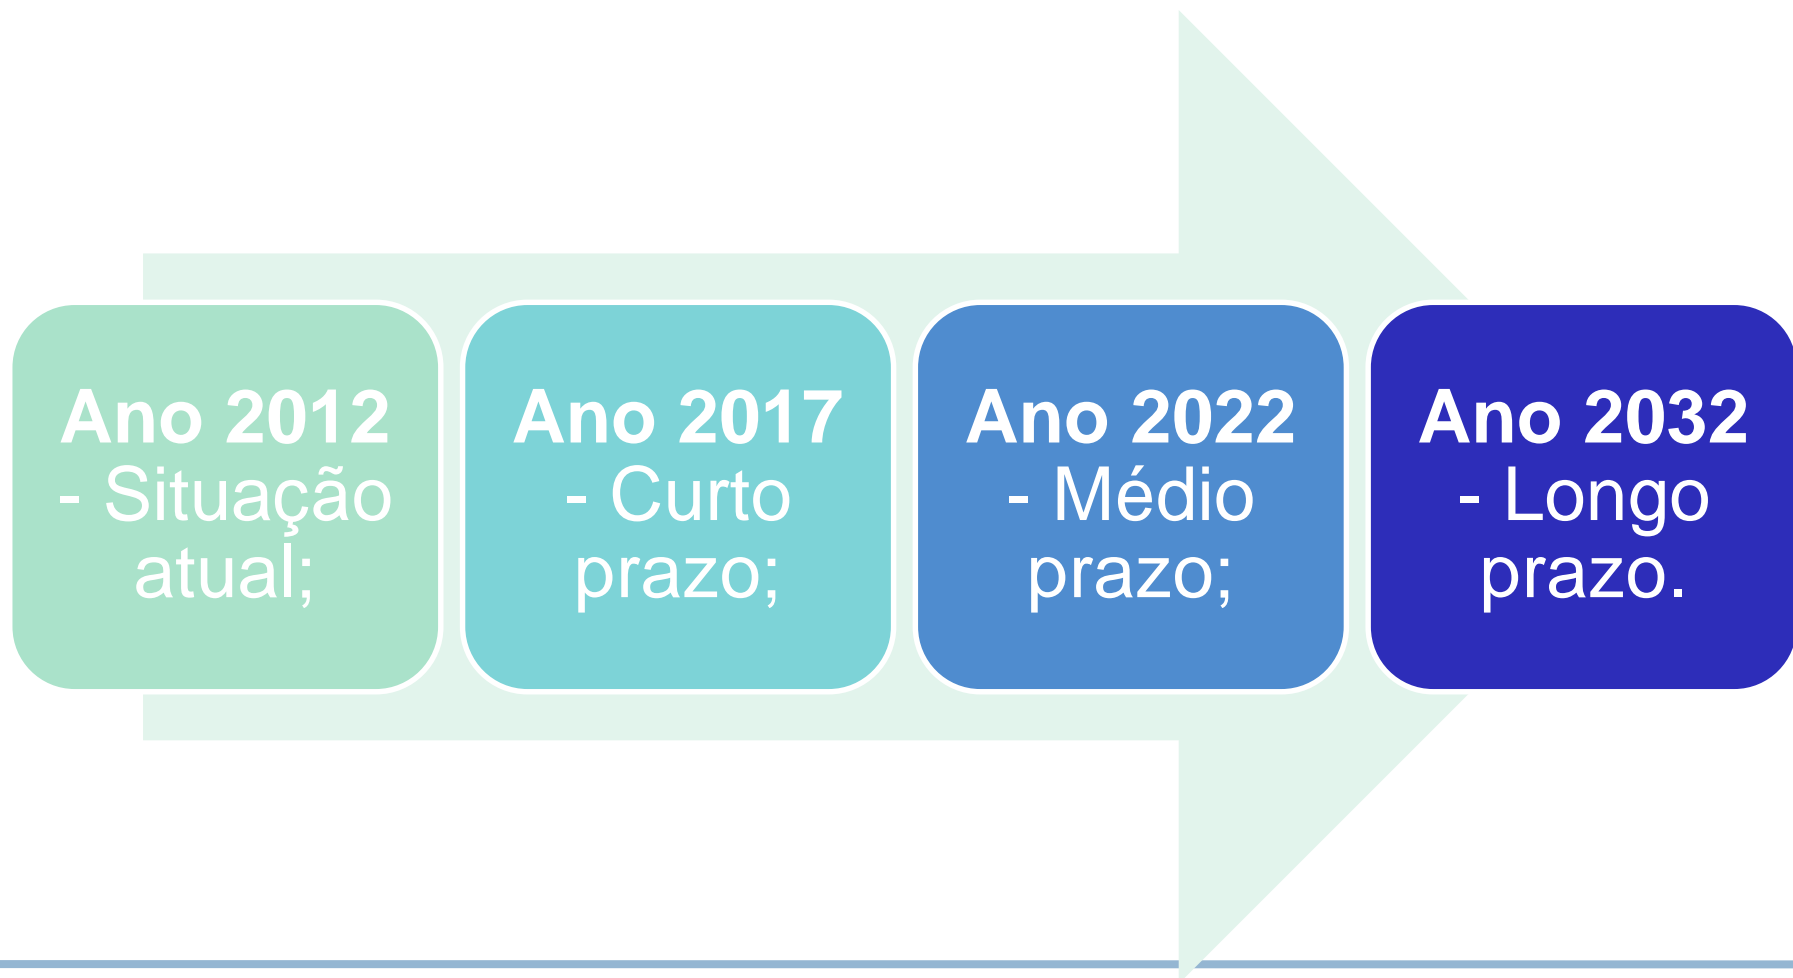 Ano 2012
- Situação
atual;
Ano 2017
- Curto
prazo;
Ano 2022
- Médio
prazo;
Ano 2032
- Longo
prazo.